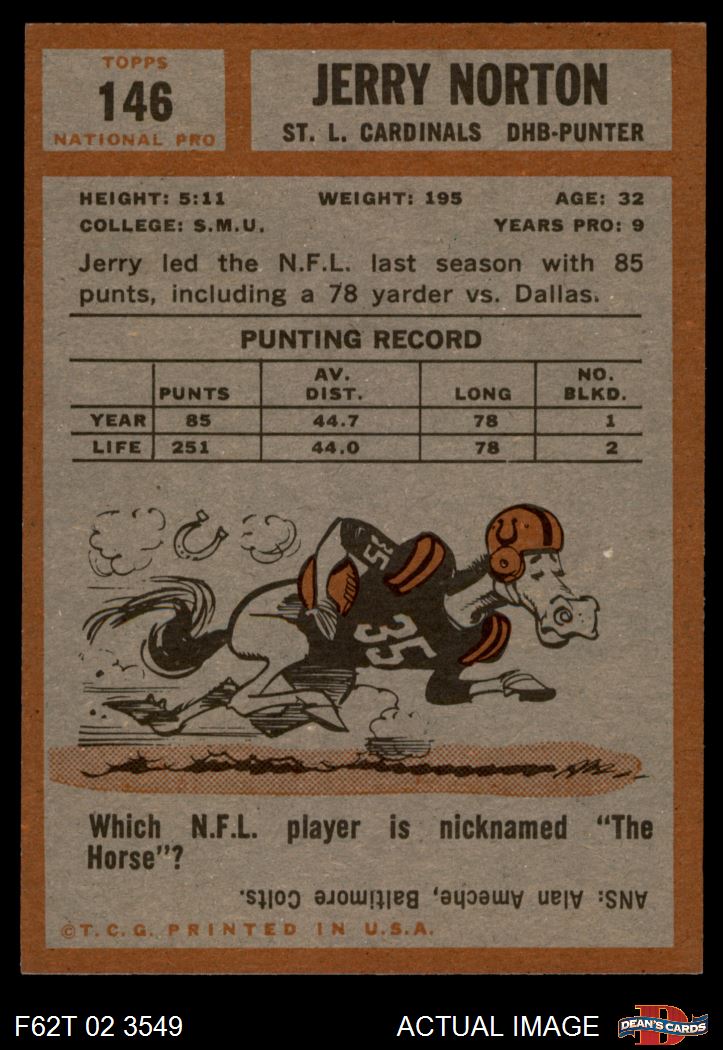 TOPPS
146
NATIONAL PRO
JERRY NORTON
ST. L. CARDINALS DHB-PUNTER
HEIGHT: 5:11 WEIGHT: 195 AGE: 32
COLLEGE: S.M.U. YEARS PRO: 9
Jerry led the N.F.L. last season with 85
punts, including a 78 yarder vs. Dallas.
PUNTING RECORD
PUNTS AV. DIST. LONG NO. BLKD.
YEAR 85 44.7 78 1
LIFE 251 44.0 78 2
35
35
Which N.F.L. player is nicknamed "The
Horse"?
ANS: Alan Ameche, Baltimore Colts.
©T.C.G. PRINTED IN U.S.A.
F62T 02 3549 ACTUAL IMAGE
D
DEAN'S CARDS